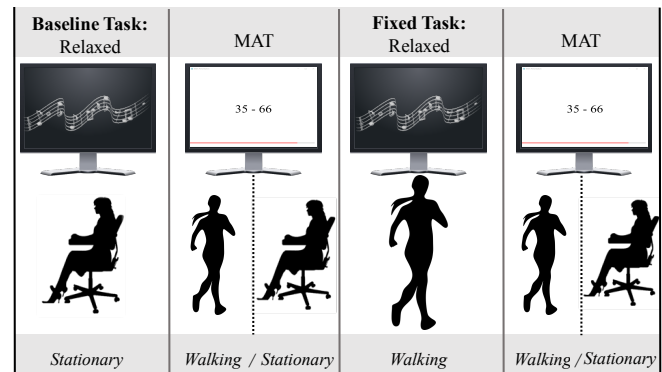 Baseline Task:
Relaxed
MAT
Fixed Task:
Relaxed
MAT
35 - 66
35 - 66
Stationary
Walking / Stationary
Walking
Walking / Stationary